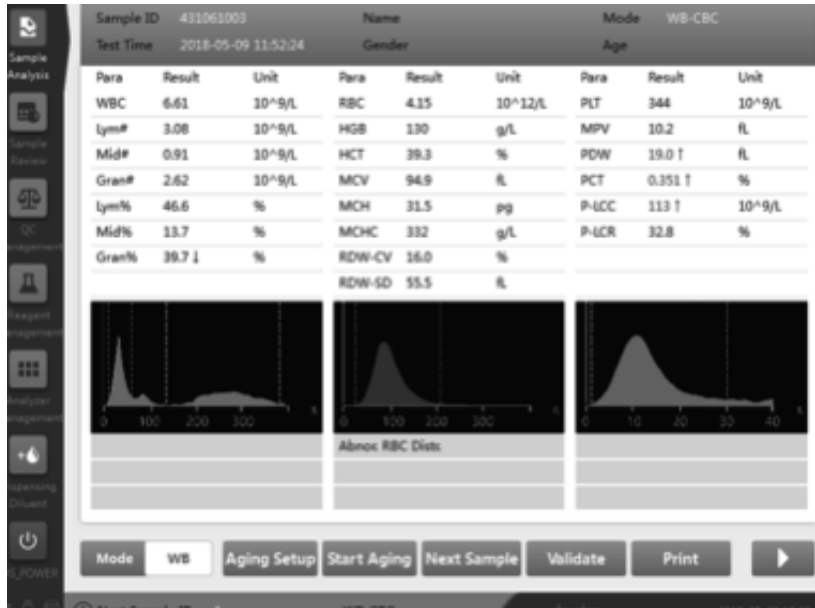 Sample ID 431061003 Name Mode WB-CBC
Test Time 2018-05-09 11:52:24 Gender Age
Sample
Analysis
Sample
Review
QC
Reagent
Analyzer
Diluent
Para Result Unit Para Result Unit Para Result Unit
WBC 6.61 10^9/L RBC 4.15 10^12/L PLT 344 10^9/L
Lym# 3.08 10^9/L HGB 130 g/L MPV 10.2 fL
Mid# 0.91 10^9/L HCT 39.3 % PDW 19.0 ↑ fL
Gran# 2.62 10^9/L MCV 94.9 fL PCT 0.351 ↑ %
Lym% 46.6 % MCH 31.5 pg P-LCC 113 ↑ 10^9/L
Mid% 13.7 % MCHC 332 g/L P-LCR 32.8 %
Gran% 39.7 ↓ % RDW-CV 16.0 %
RDW-SD 55.5 fL
0 100 200 300 fL 0 100 200 300 fL 0 10 20 30 40 fL
Abnor. RBC Distr.
Mode WB Aging Setup Start Aging Next Sample Validate Print